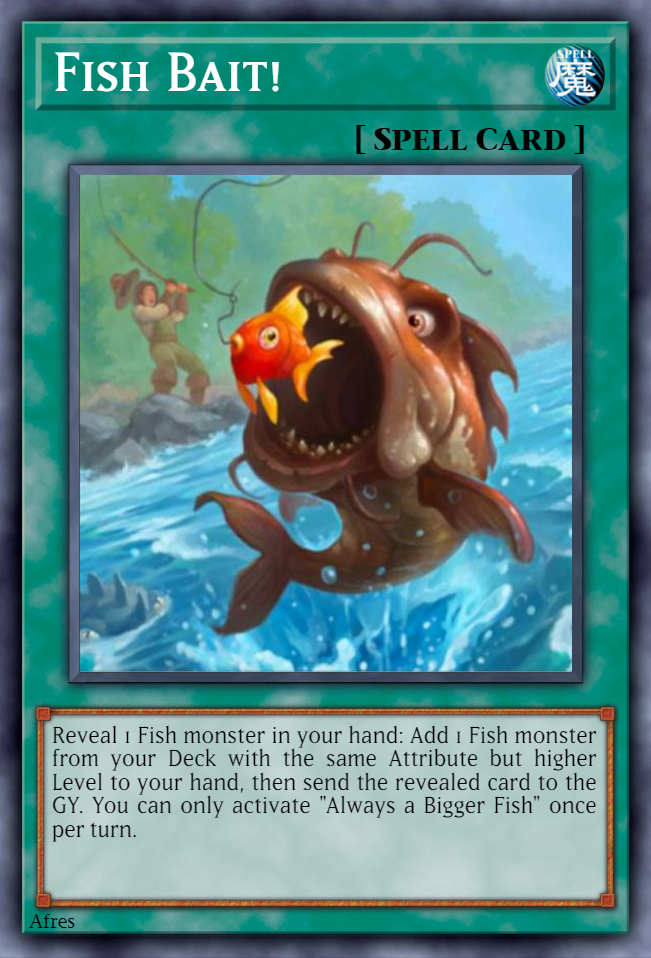 Fish Bait!
SPELL
魔
[ Spell Card ]
Reveal 1 Fish monster in your hand: Add 1 Fish monster
from your Deck with the same Attribute but higher
Level to your hand, then send the revealed card to the
GY. You can only activate "Always a Bigger Fish" once
per turn.
Afres